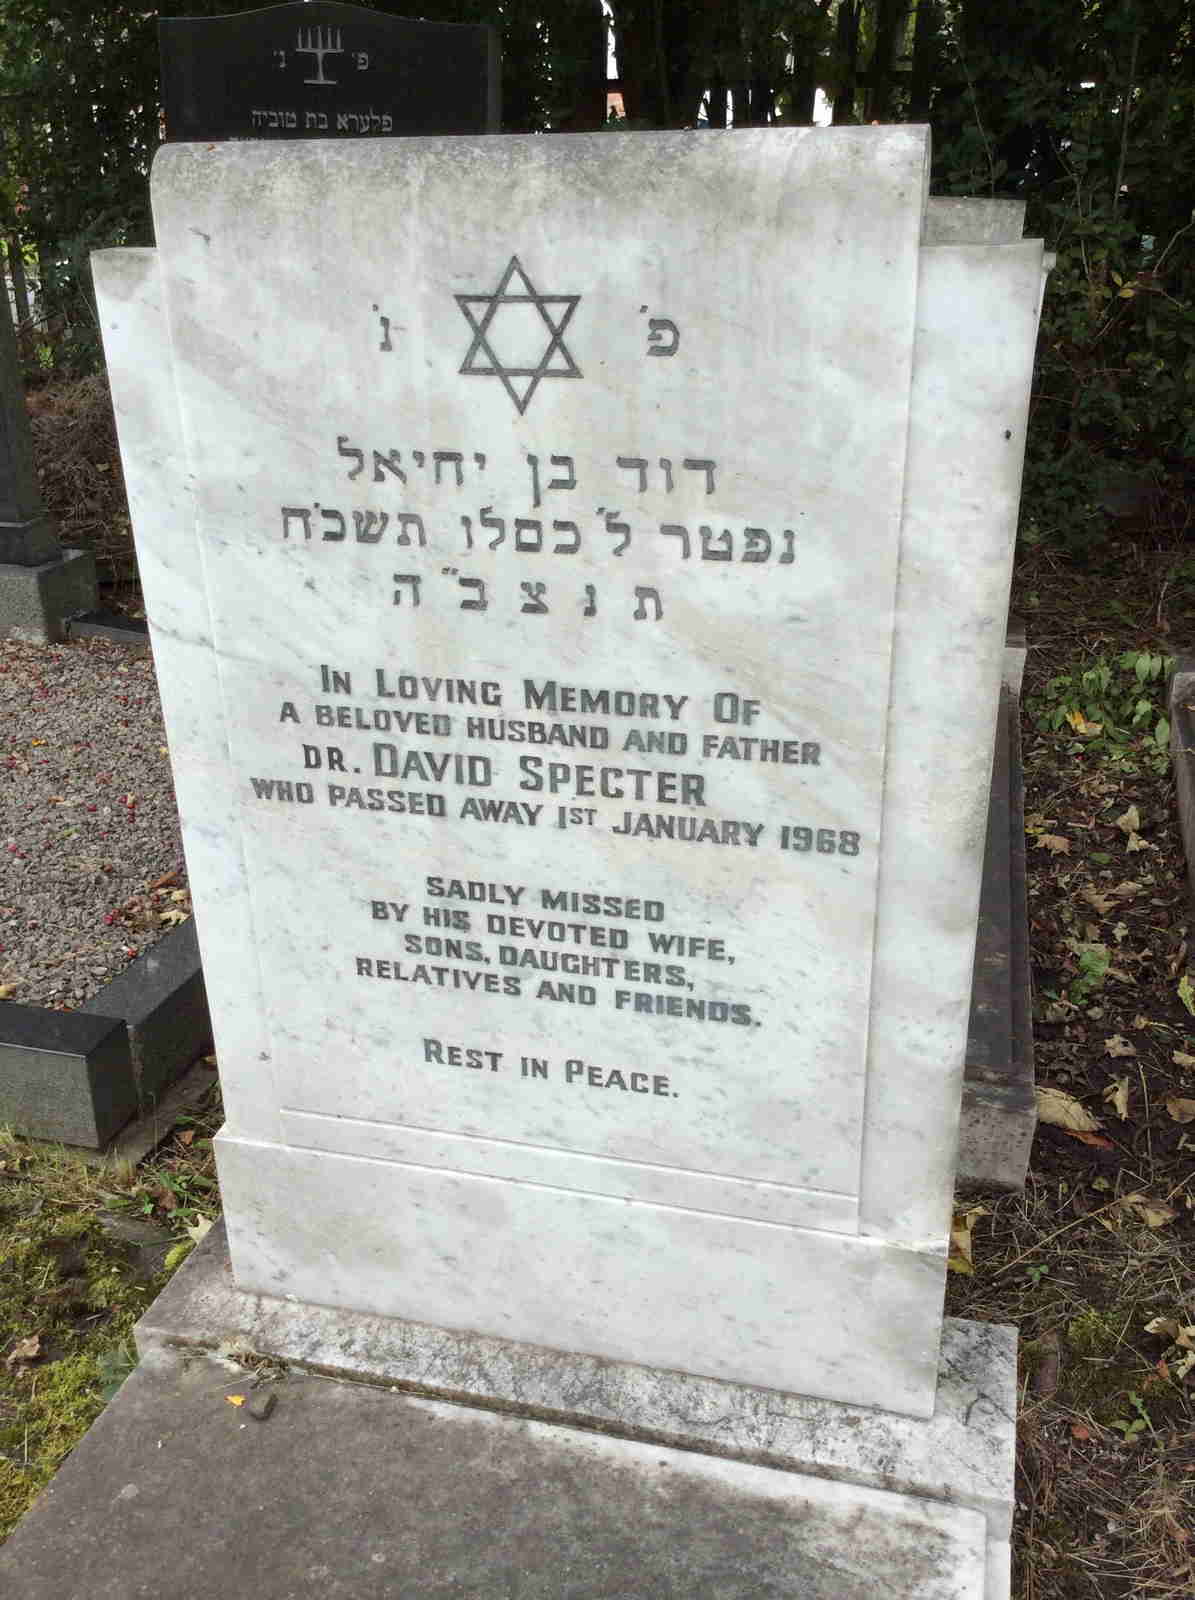 פ' נ'
פלערא בת טוביה
פ' נ'
דוד בן יחיאל
נפטר ל' כסלו תשכ'ח
ת נ צ ב״ ה
IN LOVING MEMORY OF
A BELOVED HUSBAND AND FATHER
DR. DAVID SPECTER
WHO PASSED AWAY 1ST JANUARY 1968
SADLY MISSED
BY HIS DEVOTED WIFE,
SONS, DAUGHTERS,
RELATIVES AND FRIENDS.
REST IN PEACE.